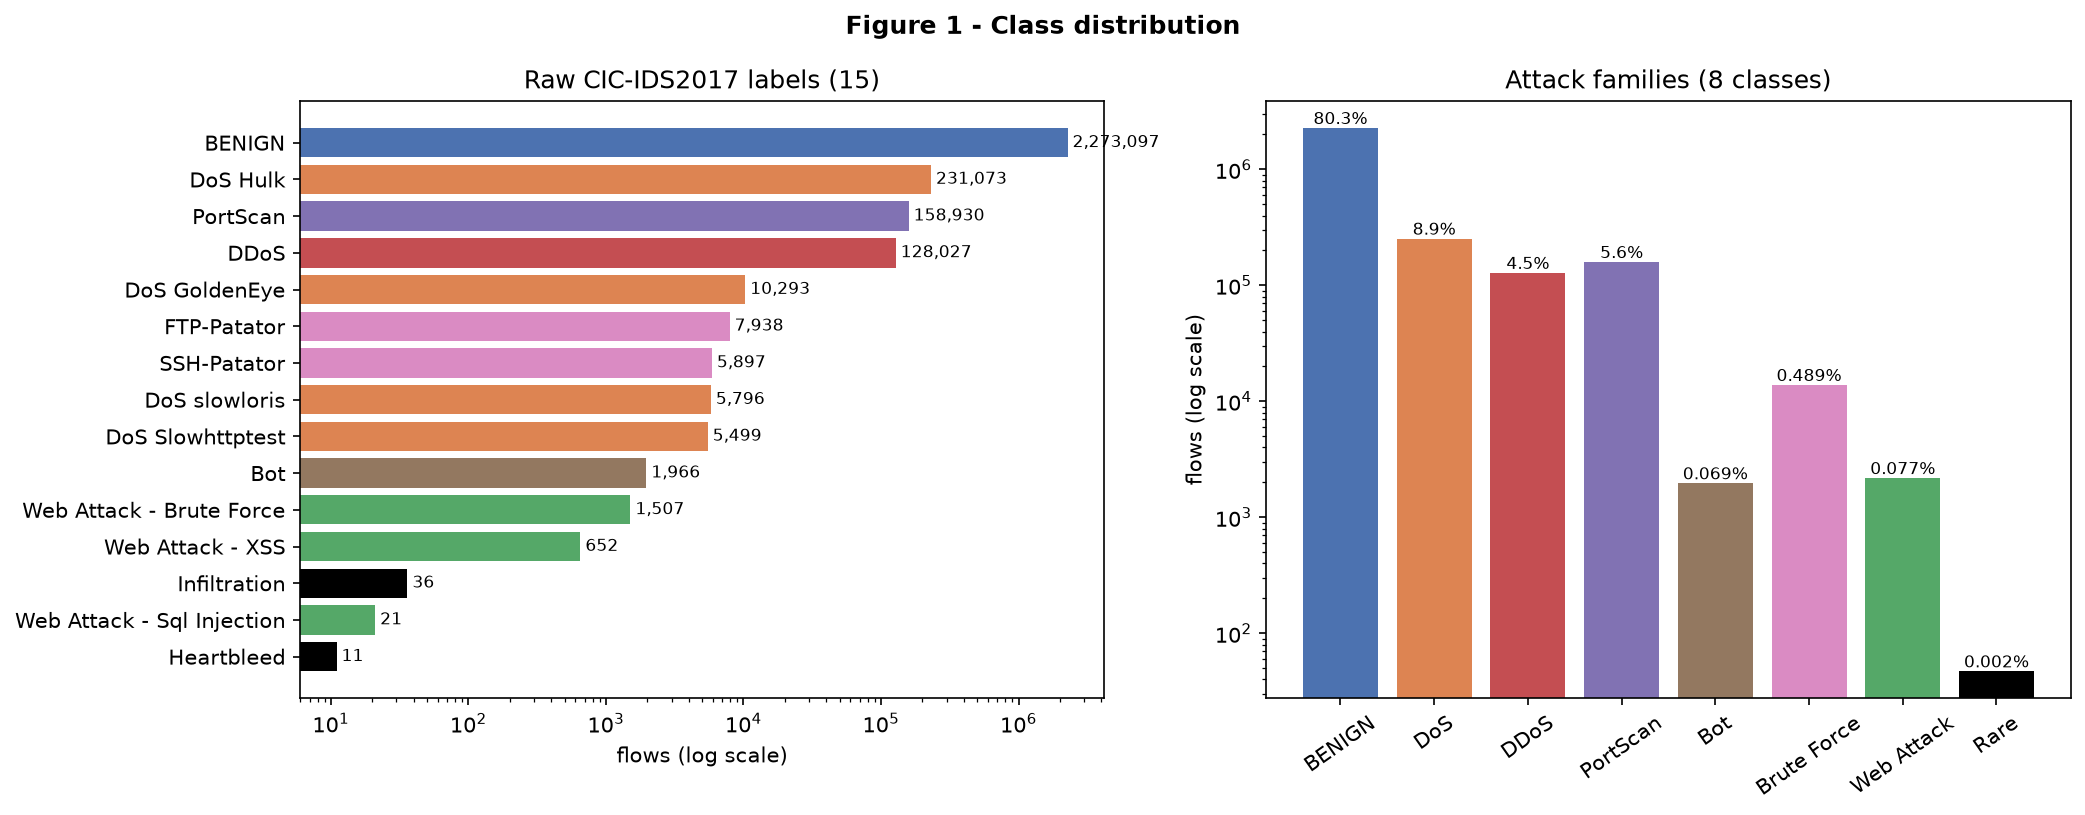 Figure 1 - Class distribution
Raw CIC-IDS2017 labels (15)
BENIGN 2,273,097
DoS Hulk 231,073
PortScan 158,930
DDoS 128,027
DoS GoldenEye 10,293
FTP-Patator 7,938
SSH-Patator 5,897
DoS slowloris 5,796
DoS Slowhttptest 5,499
Bot 1,966
Web Attack - Brute Force 1,507
Web Attack - XSS 652
Infiltration 36
Web Attack - Sql Injection 21
Heartbleed 11
10¹ 10² 10³ 10⁴ 10⁵ 10⁶
flows (log scale)
Attack families (8 classes)
flows (log scale)
10⁶
10⁵
10⁴
10³
10²
80.3% 8.9% 4.5% 5.6% 0.069% 0.489% 0.077% 0.002%
BENIGN DoS DDoS PortScan Bot Brute Force Web Attack Rare